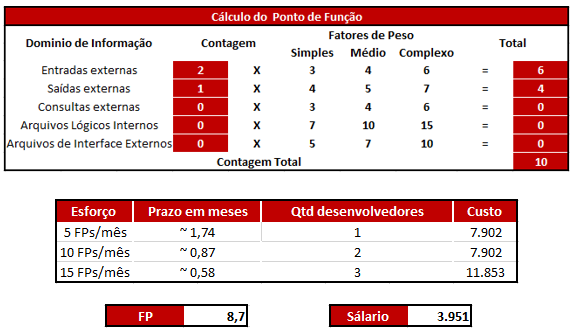 Cálculo do Ponto de Função
Dominio de Informação Contagem Fatores de Peso Total
Simples Médio Complexo
Entradas externas 2 X 3 4 6 = 6
Saídas externas 1 X 4 5 7 = 4
Consultas externas 0 X 3 4 6 = 0
Arquivos Lógicos Internos 0 X 7 10 15 = 0
Arquivos de Interface Externos 0 X 5 7 10 = 0
Contagem Total 10
Esforço Prazo em meses Qtd desenvolvedores Custo
5 FPs/mês ~ 1,74 1 7.902
10 FPs/mês ~ 0,87 2 7.902
15 FPs/mês ~ 0,58 3 11.853
FP 8,7 Sálario 3.951